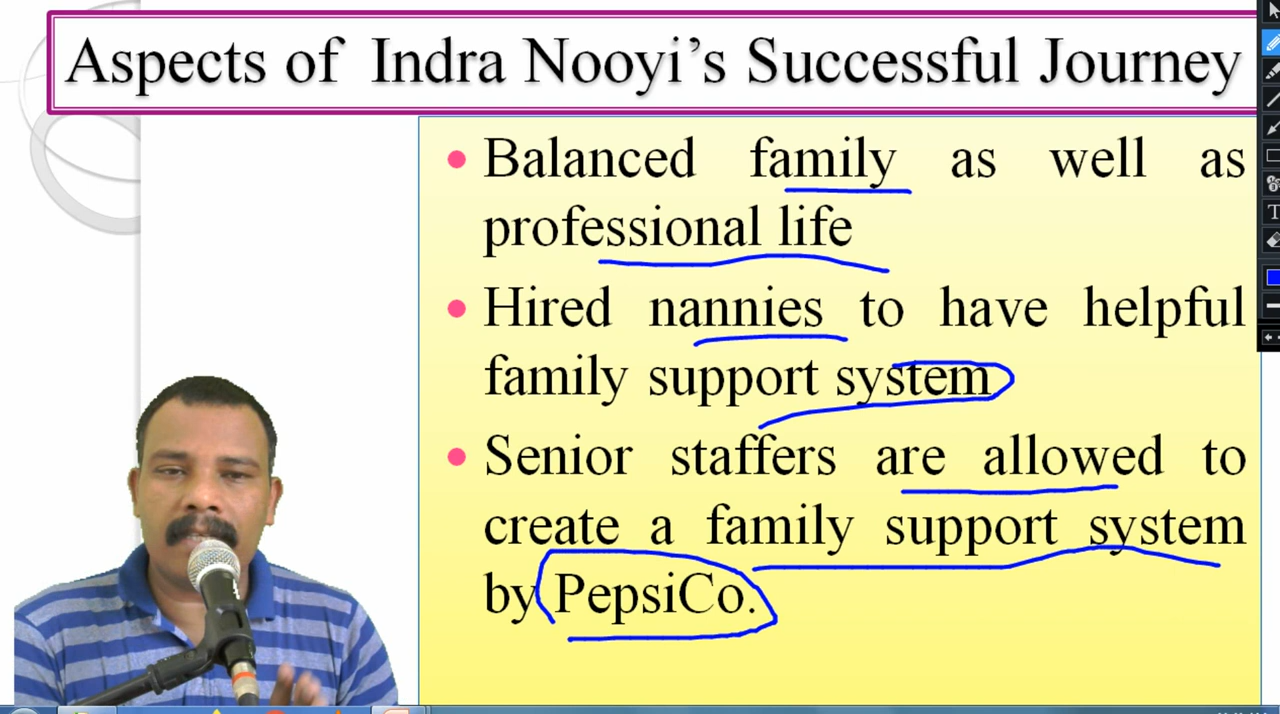 Aspects of Indra Nooyi’s Successful Journey
• Balanced family as well as
professional life
• Hired nannies to have helpful
family support system
• Senior staffers are allowed to
create a family support system
by PepsiCo.